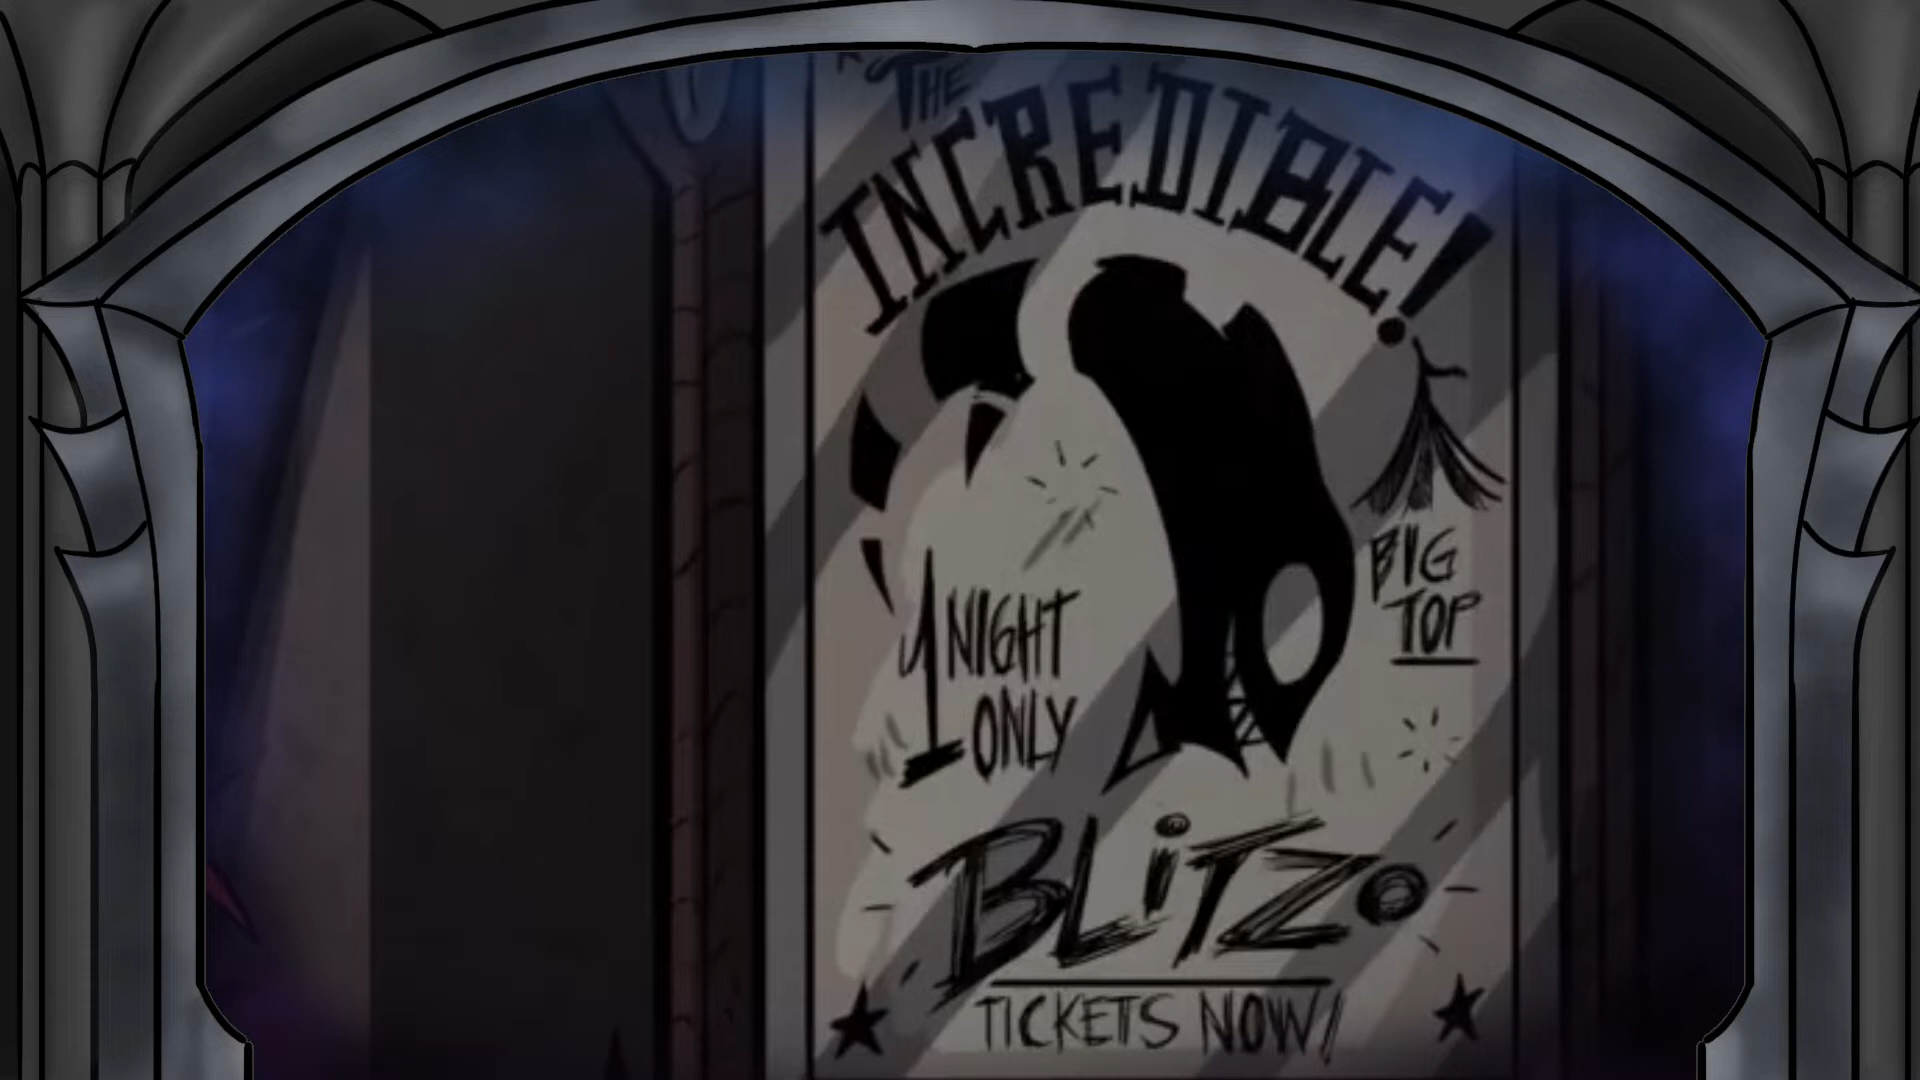 THE
INCREDIBLE!
BIG
TOP
1 NIGHT
ONLY
BLITZO
TICKETS NOW!